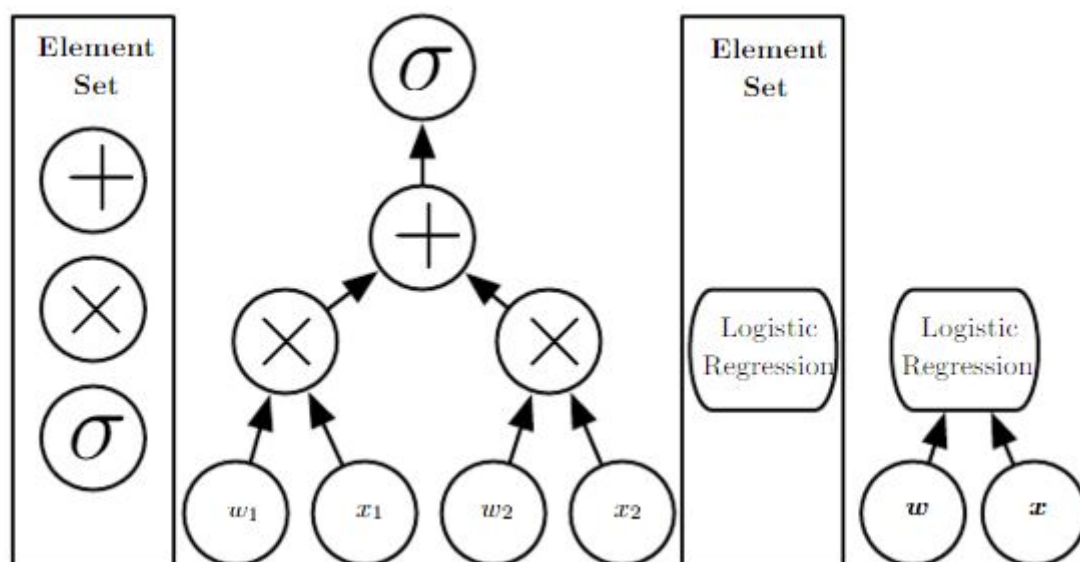 Element
Set
+
×
σ
σ
+
×
×
w₁
x₁
w₂
x₂
Element
Set
Logistic
Regression
Logistic
Regression
w
x